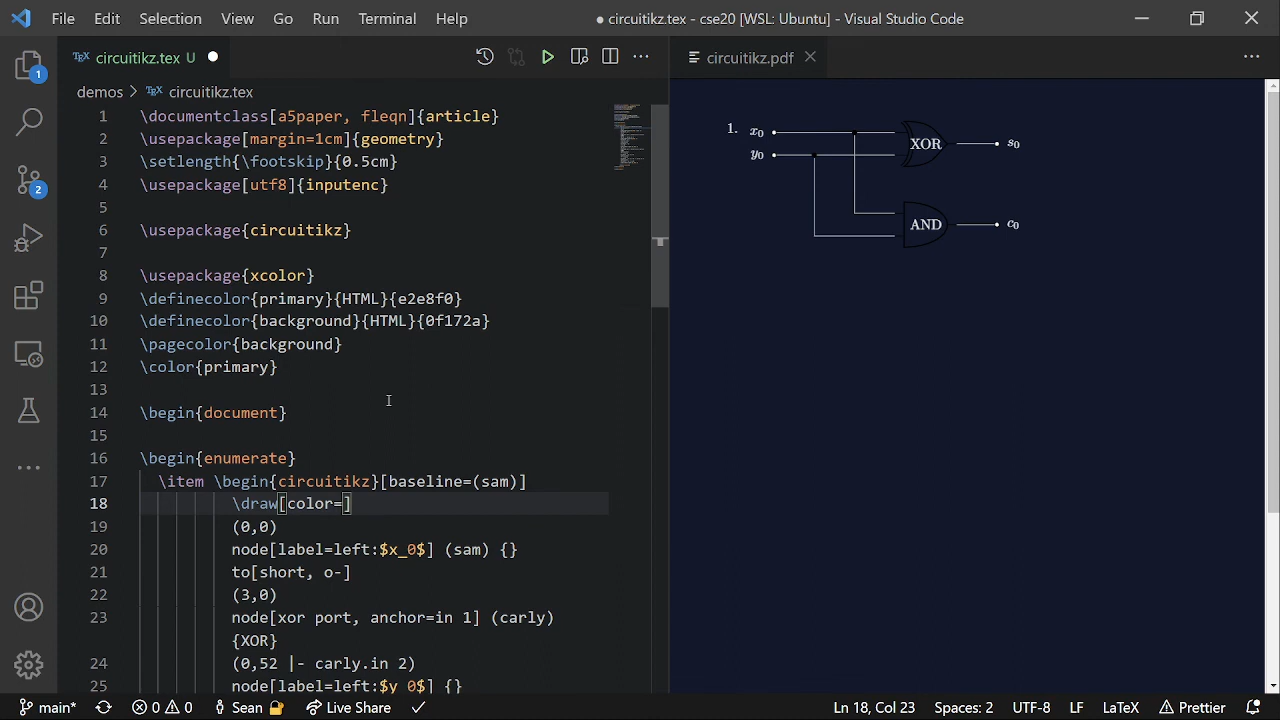 File Edit Selection View Go Run Terminal Help
● circuitikz.tex - cse20 [WSL: Ubuntu] - Visual Studio Code
circuitikz.tex U ●
circuitikz.pdf
demos > circuitikz.tex
1 \documentclass[a5paper, fleqn]{article}
2 \usepackage[margin=1cm]{geometry}
3 \setlength{\footskip}{0.5cm}
4 \usepackage[utf8]{inputenc}
5
6 \usepackage{circuitikz}
7
8 \usepackage{xcolor}
9 \definecolor{primary}{HTML}{e2e8f0}
10 \definecolor{background}{HTML}{0f172a}
11 \pagecolor{background}
12 \color{primary}
13
14 \begin{document}
15
16 \begin{enumerate}
17 \item \begin{circuitikz}[baseline=(sam)]
18 \draw[color=]
19 (0,0)
20 node[label=left:$x_0$] (sam) {}
21 to[short, o-]
22 (3,0)
23 node[xor port, anchor=in 1] (carly)
{XOR}
24 (0,52 |- carly.in 2)
25 node[label=left:$y_0$] {}
1. x₀ XOR s₀
y₀
AND c₀
1
2
main* 0 0 Sean Live Share
Ln 18, Col 23 Spaces: 2 UTF-8 LF LaTeX Prettier